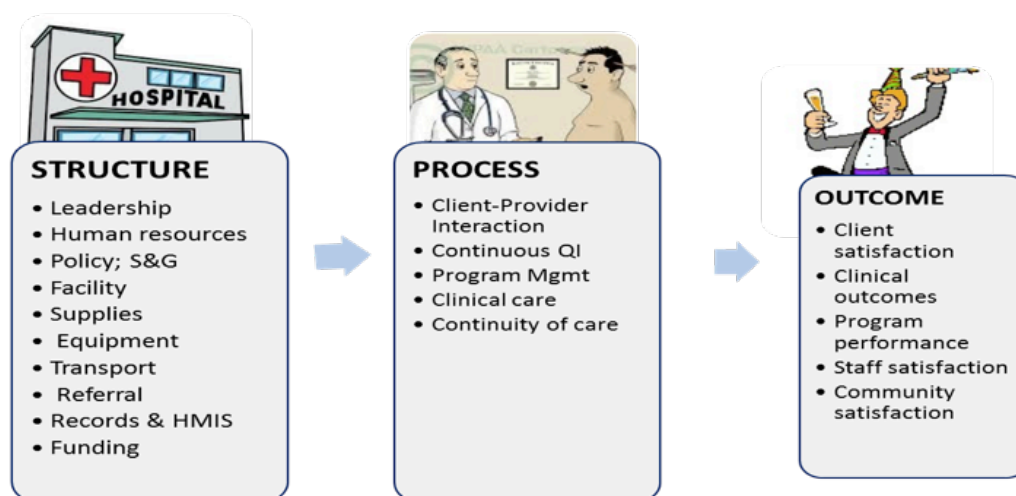 HOSPITAL
STRUCTURE
• Leadership
• Human resources
• Policy; S&G
• Facility
• Supplies
• Equipment
• Transport
• Referral
• Records & HMIS
• Funding
PROCESS
• Client-Provider
Interaction
• Continuous QI
• Program Mgmt
• Clinical care
• Continuity of care
OUTCOME
• Client
satisfaction
• Clinical
outcomes
• Program
performance
• Staff satisfaction
• Community
satisfaction